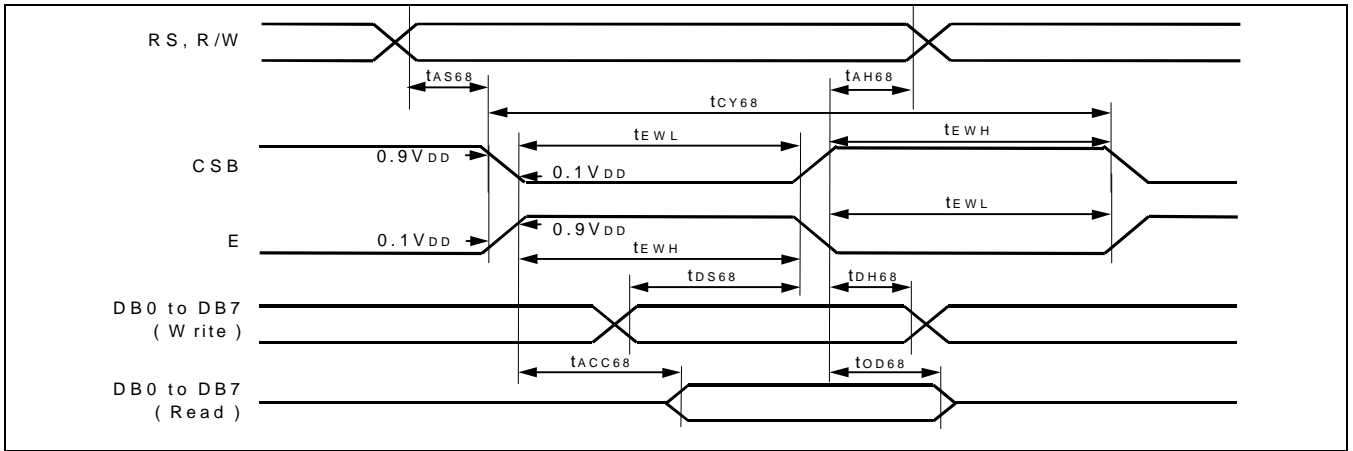 RS, R/W
tAS68
tAH68
tCY68
tEWL
tEWH
CSB
0.9VDD
0.1VDD
tEWL
E
0.1VDD
0.9VDD
tEWH
tDS68
tDH68
DB0 to DB7
( Write )
tACC68
tOD68
DB0 to DB7
( Read )